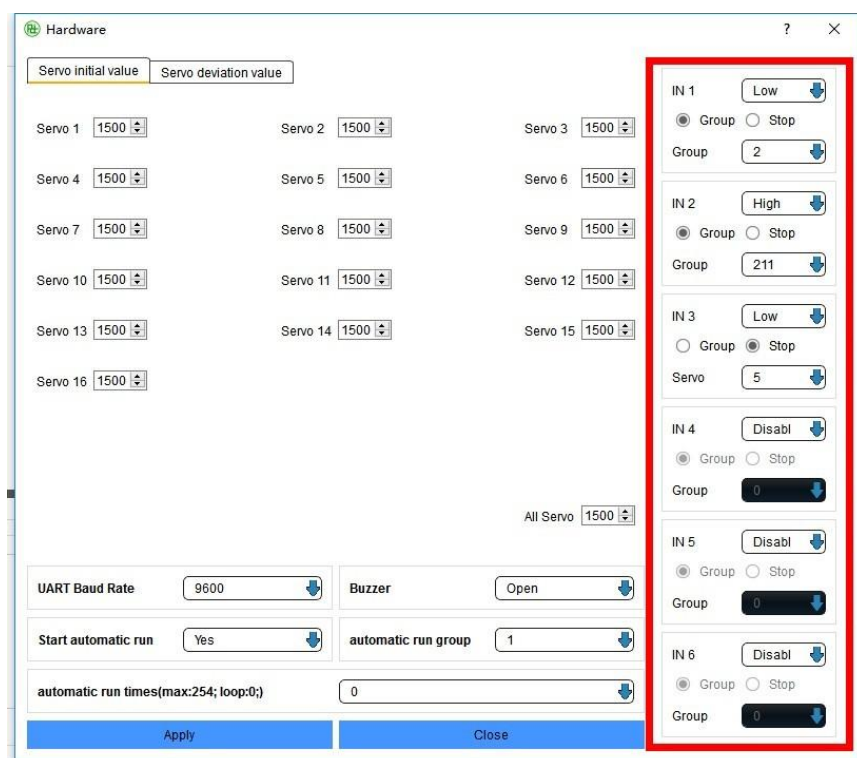 Hardware
?
Servo initial value
Servo deviation value
Servo 1 1500
Servo 2 1500
Servo 3 1500
Servo 4 1500
Servo 5 1500
Servo 6 1500
Servo 7 1500
Servo 8 1500
Servo 9 1500
Servo 10 1500
Servo 11 1500
Servo 12 1500
Servo 13 1500
Servo 14 1500
Servo 15 1500
Servo 16 1500
All Servo 1500
UART Baud Rate 9600
Buzzer Open
Start automatic run Yes
automatic run group 1
automatic run times(max:254; loop:0;) 0
Apply
Close
IN 1 Low
Group Stop
Group 2
IN 2 High
Group Stop
Group 211
IN 3 Low
Group Stop
Servo 5
IN 4 Disabl
Group Stop
Group 0
IN 5 Disabl
Group Stop
Group 0
IN 6 Disabl
Group Stop
Group 0